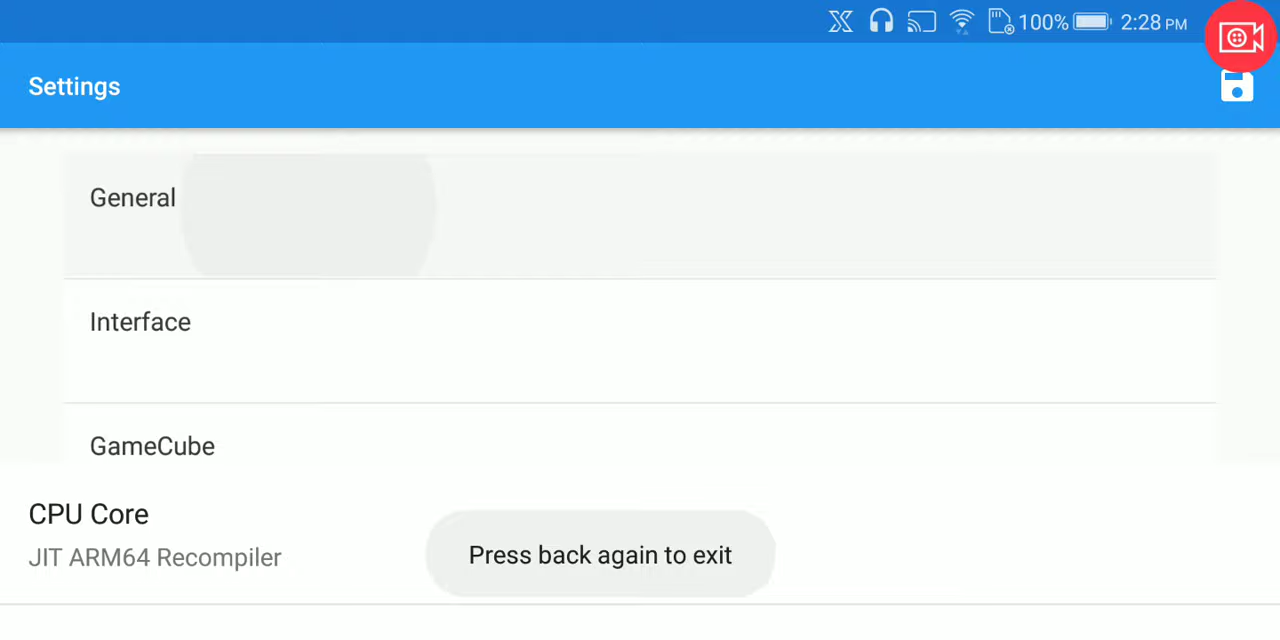 100% 2:28 PM
Settings
General
Interface
GameCube
CPU Core
JIT ARM64 Recompiler
Press back again to exit